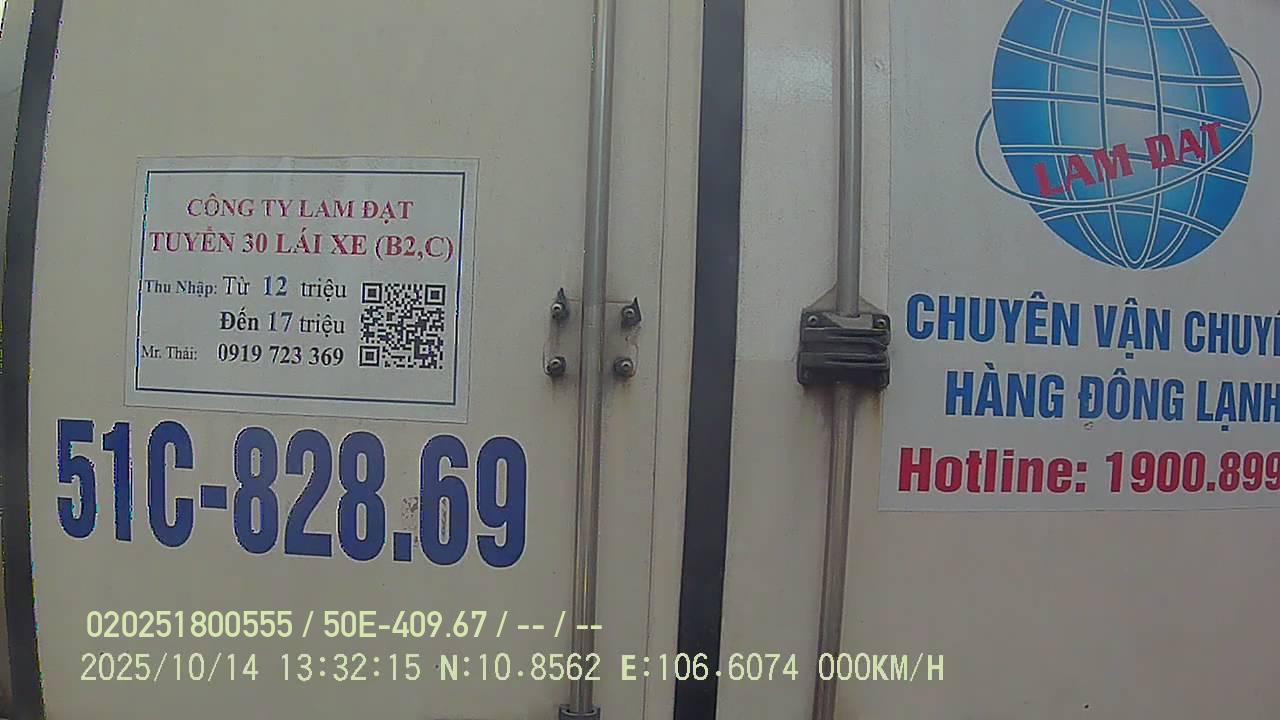 CÔNG TY LAM ĐẠT
TUYỂN 30 LÁI XE (B2,C)
Thu Nhập: Từ 12 triệu
Đến 17 triệu
Mr. Thái: 0919 723 369
51C-828.69
LAM ĐẠT
CHUYÊN VẬN CHUY
HÀNG ĐÔNG LẠNH
Hotline: 1900.899
020251800555 / 50E-409.67 / -- / --
2025/10/14 13:32:15 N:10.8562 E:106.6074 000KM/H